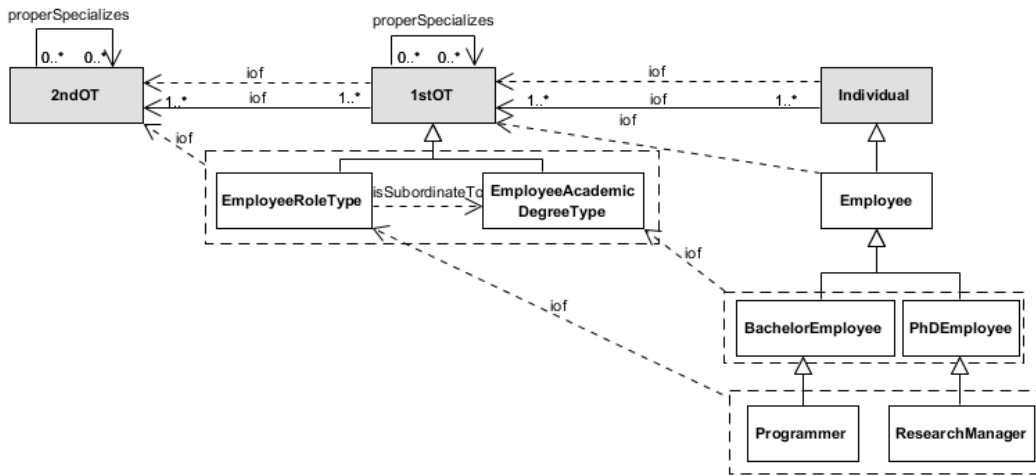 properSpecializes
properSpecializes
0..* 0..*
0..* 0..*
iof
iof
2ndOT
1stOT
Individual
1..* iof 1..*
1..* iof 1..*
iof
iof
EmployeeRoleType
isSubordinateTo
EmployeeAcademic
DegreeType
Employee
iof
iof
BachelorEmployee
PhDEmployee
Programmer
ResearchManager